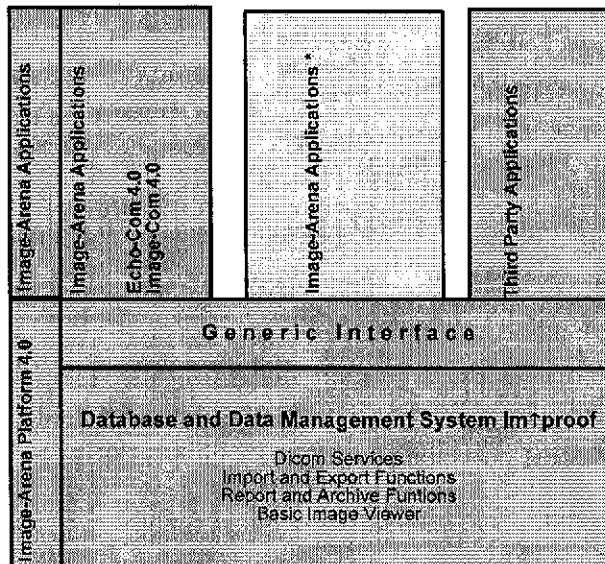 Image-Arena Applications
Image-Arena Applications
Echo-Com 4.0
Image-Com 4.0
Image-Arena Applications *
Third Party Applications
Image-Arena Platform 4.0
Generic Interface
Database and Data Management System Im↑proof
Dicom Services
Import and Export Functions
Report and Archive Funtions
Basic Image Viewer